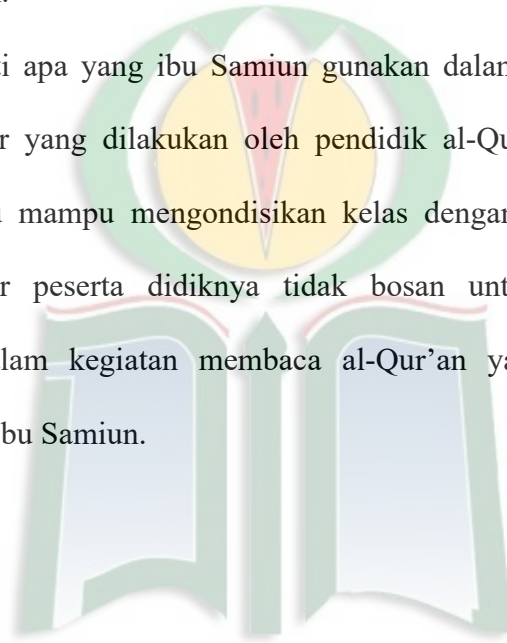 ti apa yang ibu Samiun gunakan dalam
r yang dilakukan oleh pendidik al-Qu
mampu mengondisikan kelas dengan
r peserta didiknya tidak bosan unt
lam kegiatan membaca al-Qur’an ya
bu Samiun.